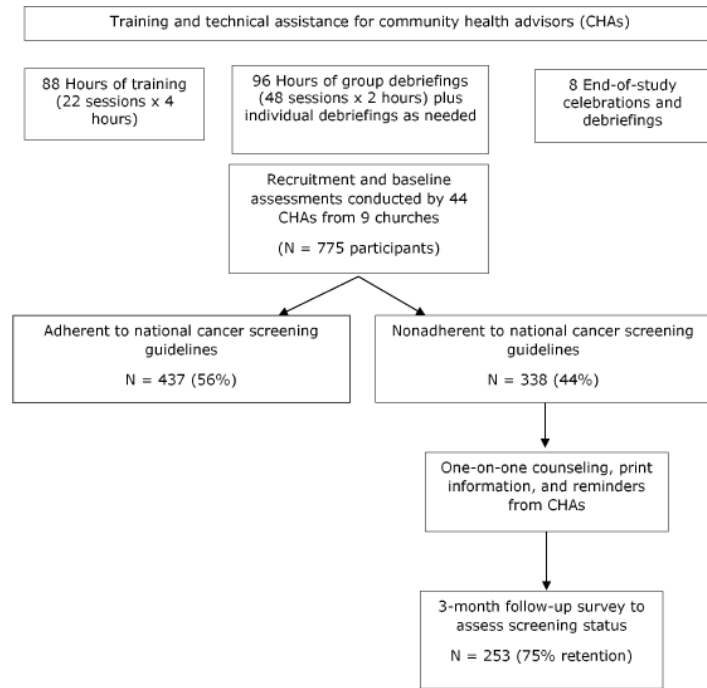 Training and technical assistance for community health advisors (CHAs)
88 Hours of training
(22 sessions x 4
hours)
96 Hours of group debriefings
(48 sessions x 2 hours) plus
individual debriefings as needed
8 End-of-study
celebrations and
debriefings
Recruitment and baseline
assessments conducted by 44
CHAs from 9 churches
(N = 775 participants)
Adherent to national cancer screening
guidelines
N = 437 (56%)
Nonadherent to national cancer screening
guidelines
N = 338 (44%)
One-on-one counseling, print
information, and reminders
from CHAs
3-month follow-up survey to
assess screening status
N = 253 (75% retention)